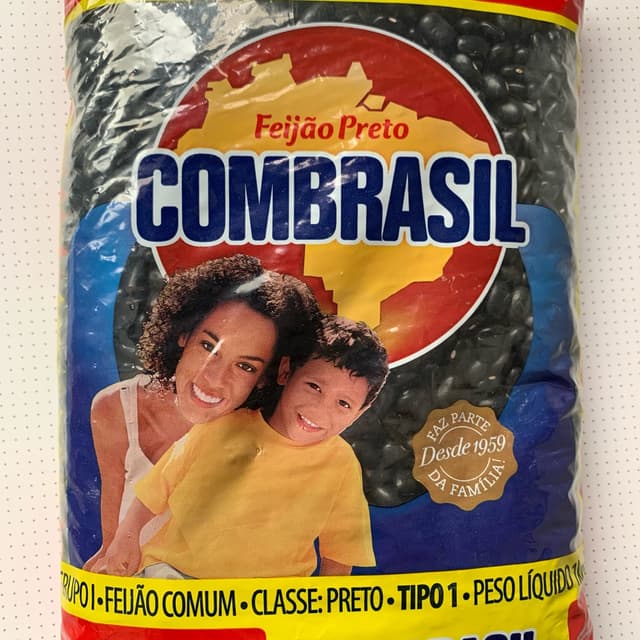 Feijão Preto
COMBRASIL
FAZ PARTE
Desde 1959
DA FAMÍLIA!
GRUPO I • FEIJÃO COMUM • CLASSE: PRETO • TIPO 1 • PESO LÍQUIDO